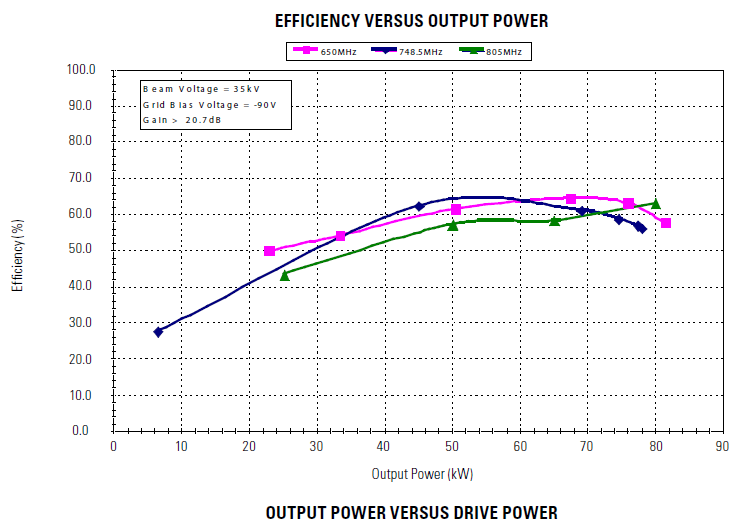 EFFICIENCY VERSUS OUTPUT POWER
650MHz 748.5MHz 805MHz
100.0
90.0
80.0
70.0
60.0
50.0
40.0
30.0
20.0
10.0
0.0
Beam Voltage = 35kV
Grid Bias Voltage = -90V
Gain > 20.7dB
Efficiency (%)
0 10 20 30 40 50 60 70 80 90
Output Power (kW)
OUTPUT POWER VERSUS DRIVE POWER